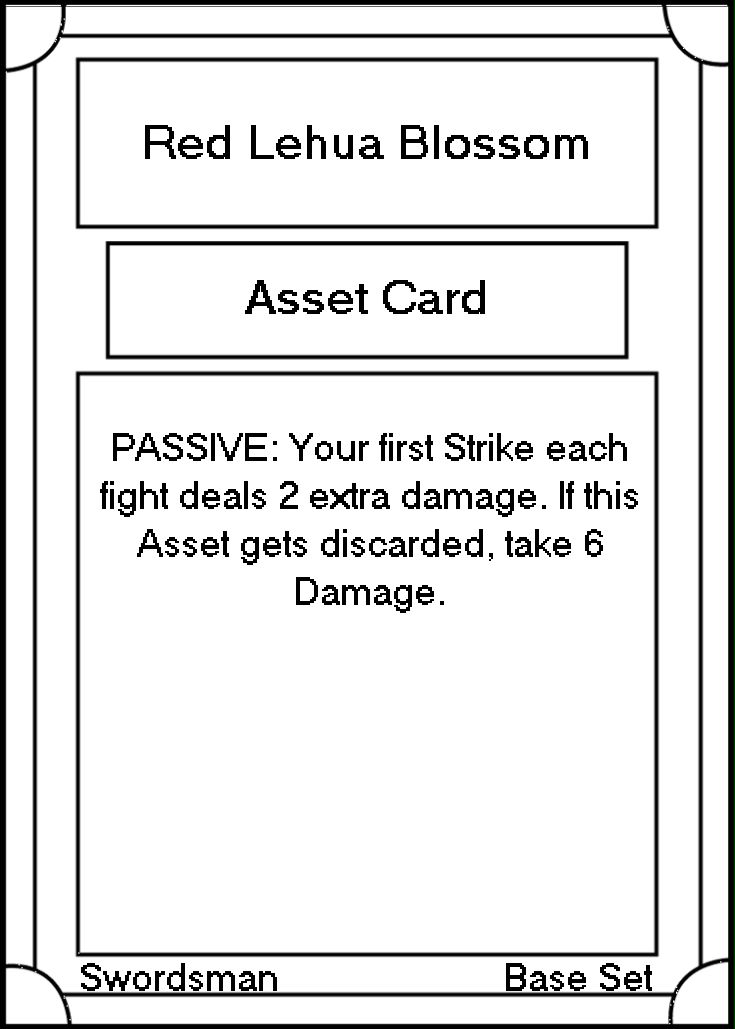 Red Lehua Blossom
Asset Card
PASSIVE: Your first Strike each
fight deals 2 extra damage. If this
Asset gets discarded, take 6
Damage.
Swordsman
Base Set